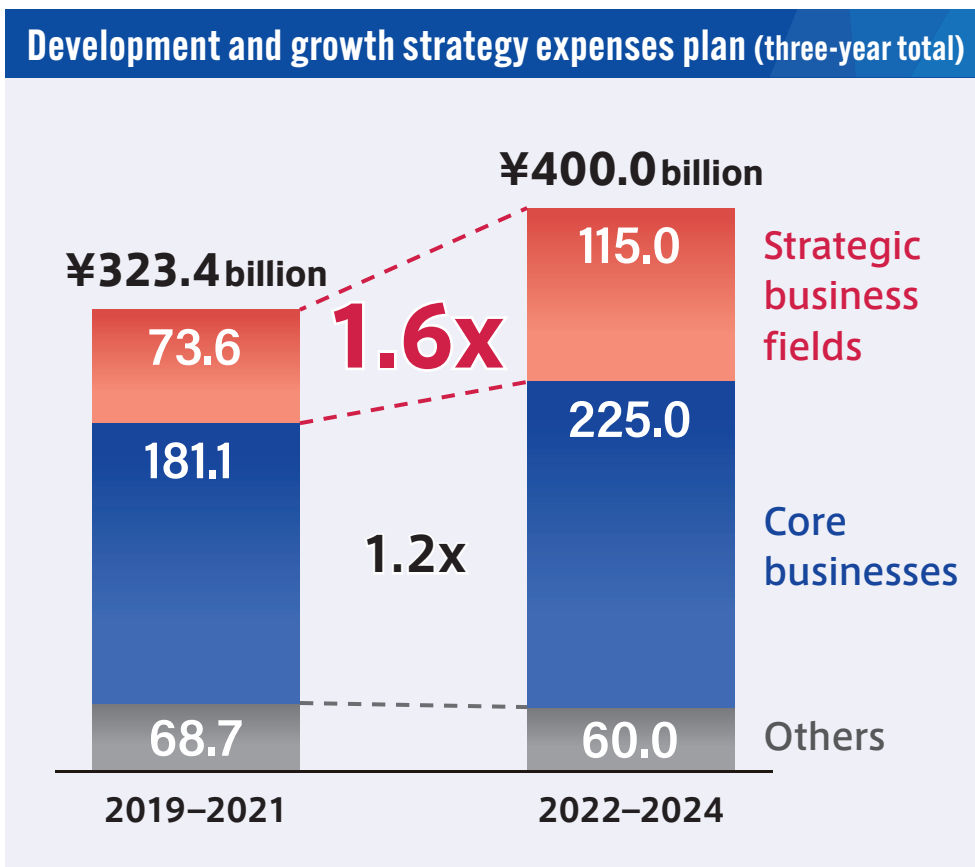 Development and growth strategy expenses plan (three-year total)
¥400.0 billion
¥323.4 billion
115.0
Strategic
business
fields
73.6
1.6x
225.0
181.1
Core
businesses
1.2x
68.7
60.0
Others
2019–2021
2022–2024